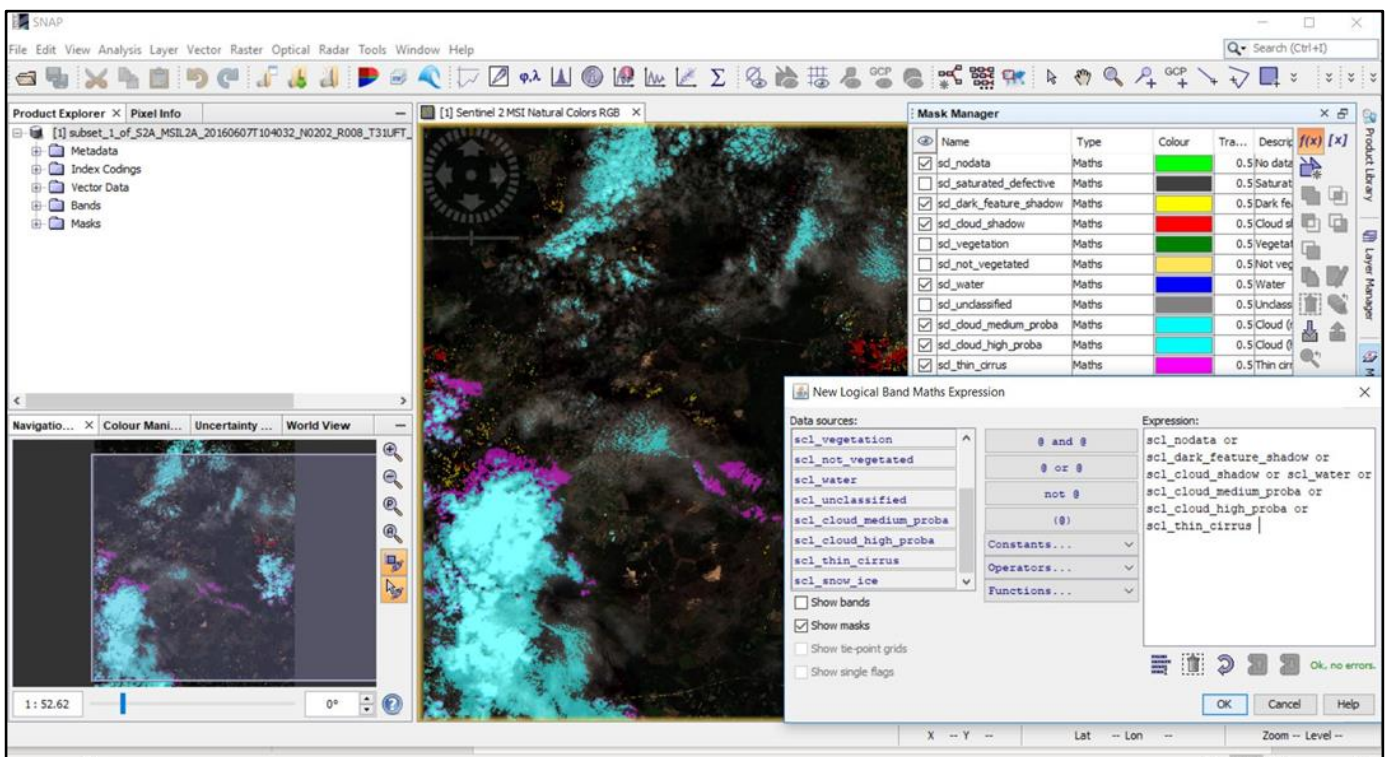 SNAP
File Edit View Analysis Layer Vector Raster Optical Radar Tools Window Help
Search (Ctrl+I)
GCP
GCP
Product Explorer × Pixel Info
[1] subset_1_of_S2A_MSIL2A_20160607T104032_N0202_R008_T31UFT_
Metadata
Index Codings
Vector Data
Bands
Masks
[1] Sentinel 2 MSI Natural Colors RGB ×
Mask Manager
Name Type Colour Tra... Descrip
scl_nodata Maths 0.5 No data
scl_saturated_defective Maths 0.5 Saturat
scl_dark_feature_shadow Maths 0.5 Dark fe
scl_cloud_shadow Maths 0.5 Cloud s
scl_vegetation Maths 0.5 Vegetat
scl_not_vegetated Maths 0.5 Not veg
scl_water Maths 0.5 Water
scl_unclassified Maths 0.5 Unclass
scl_cloud_medium_proba Maths 0.5 Cloud (
scl_cloud_high_proba Maths 0.5 Cloud (
scl_thin_cirrus Maths 0.5 Thin cirr
f(x) [x]
Product Library
Layer Manager
Navigatio... × Colour Mani... Uncertainty ... World View
1 : 52.62
0°
New Logical Band Maths Expression
Data sources:
scl_vegetation
scl_not_vegetated
scl_water
scl_unclassified
scl_cloud_medium_proba
scl_cloud_high_proba
scl_thin_cirrus
scl_snow_ice
Show bands
Show masks
Show tie-point grids
Show single flags
@ and @
@ or @
not @
(@)
Constants...
Operators...
Functions...
Expression:
scl_nodata or
scl_dark_feature_shadow or
scl_cloud_shadow or scl_water or
scl_cloud_medium_proba or
scl_cloud_high_proba or
scl_thin_cirrus
Ok, no errors.
OK Cancel Help
X -- Y -- Lat -- Lon -- Zoom -- Level --